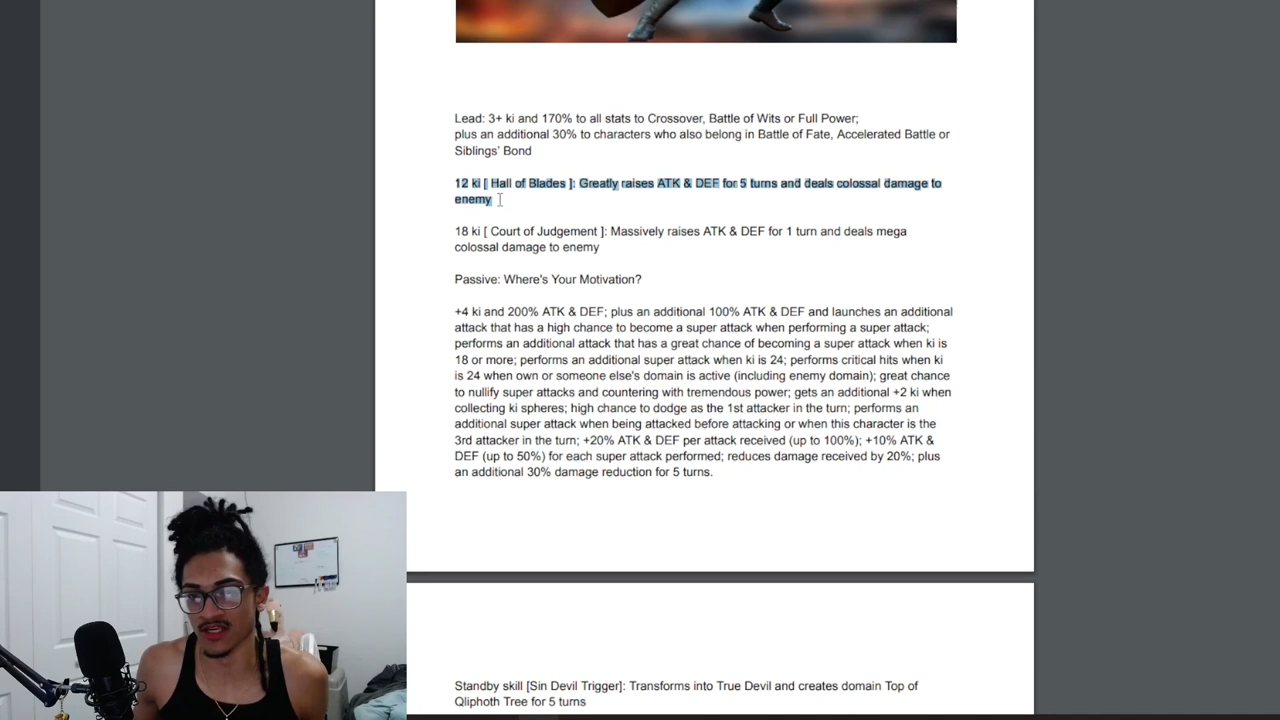 Lead: 3+ ki and 170% to all stats to Crossover, Battle of Wits or Full Power;
plus an additional 30% to characters who also belong in Battle of Fate, Accelerated Battle or
Siblings' Bond
12 ki [ Hall of Blades ]: Greatly raises ATK & DEF for 5 turns and deals colossal damage to
enemy
18 ki [ Court of Judgement ]: Massively raises ATK & DEF for 1 turn and deals mega
colossal damage to enemy
Passive: Where's Your Motivation?
+4 ki and 200% ATK & DEF; plus an additional 100% ATK & DEF and launches an additional
attack that has a high chance to become a super attack when performing a super attack;
performs an additional attack that has a great chance of becoming a super attack when ki is
18 or more; performs an additional super attack when ki is 24; performs critical hits when ki
is 24 when own or someone else's domain is active (including enemy domain); great chance
to nullify super attacks and countering with tremendous power; gets an additional +2 ki when
collecting ki spheres; high chance to dodge as the 1st attacker in the turn; performs an
additional super attack when being attacked before attacking or when this character is the
3rd attacker in the turn; +20% ATK & DEF per attack received (up to 100%); +10% ATK &
DEF (up to 50%) for each super attack performed; reduces damage received by 20%; plus
an additional 30% damage reduction for 5 turns.
Standby skill [Sin Devil Trigger]: Transforms into True Devil and creates domain Top of
Qliphoth Tree for 5 turns